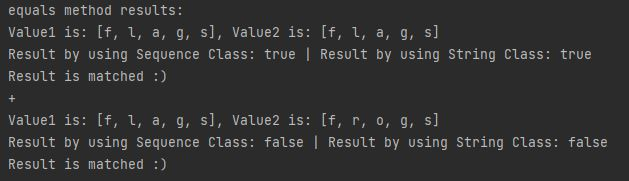 equals method results:
Value1 is: [f, l, a, g, s], Value2 is: [f, l, a, g, s]
Result by using Sequence Class: true | Result by using String Class: true
Result is matched :)
+
Value1 is: [f, l, a, g, s], Value2 is: [f, r, o, g, s]
Result by using Sequence Class: false | Result by using String Class: false
Result is matched :)